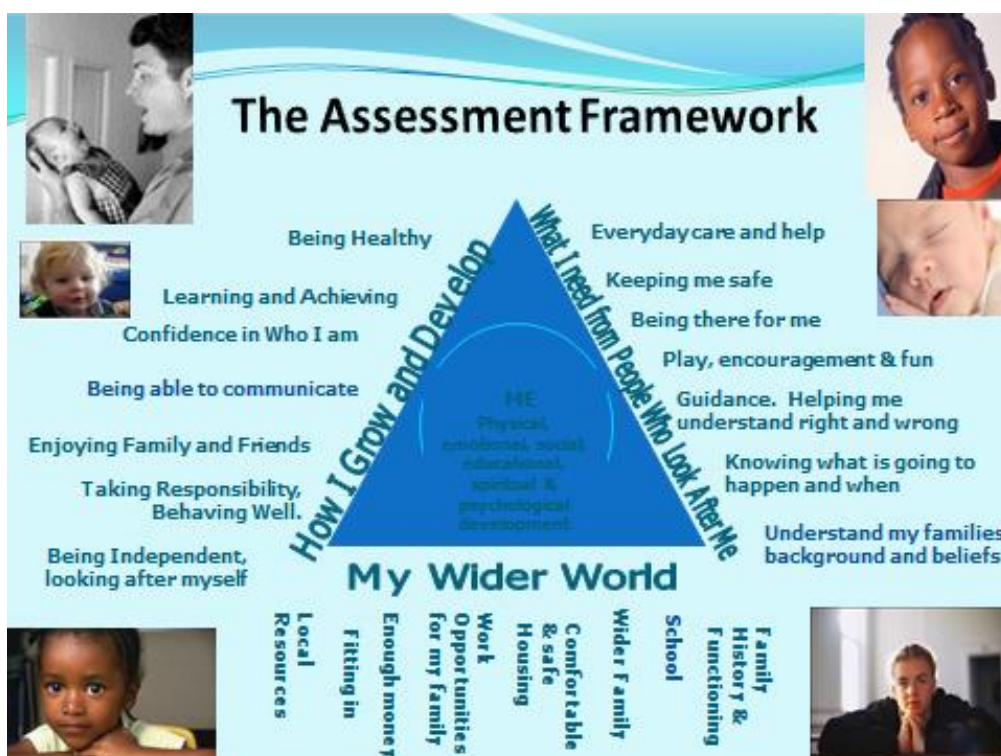 The Assessment Framework
Being Healthy
Learning and Achieving
Confidence in Who I am
Being able to communicate
Enjoying Family and Friends
Taking Responsibility,
Behaving Well.
Being Independent,
looking after myself
How I Grow and Develop
What I need from People Who Look After Me
Everyday care and help
Keeping me safe
Being there for me
Play, encouragement & fun
Guidance. Helping me
understand right and wrong
Knowing what is going to
happen and when
Understand my families
background and beliefs
Physical,
emotional, social,
educational,
spiritual &
psychological
development
My Wider World
Local
Resources
Fitting in
Enough money
for my family
Work
Opportunities
Comfortable
& safe
Housing
Wider Family
School
Family
History &
Functioning